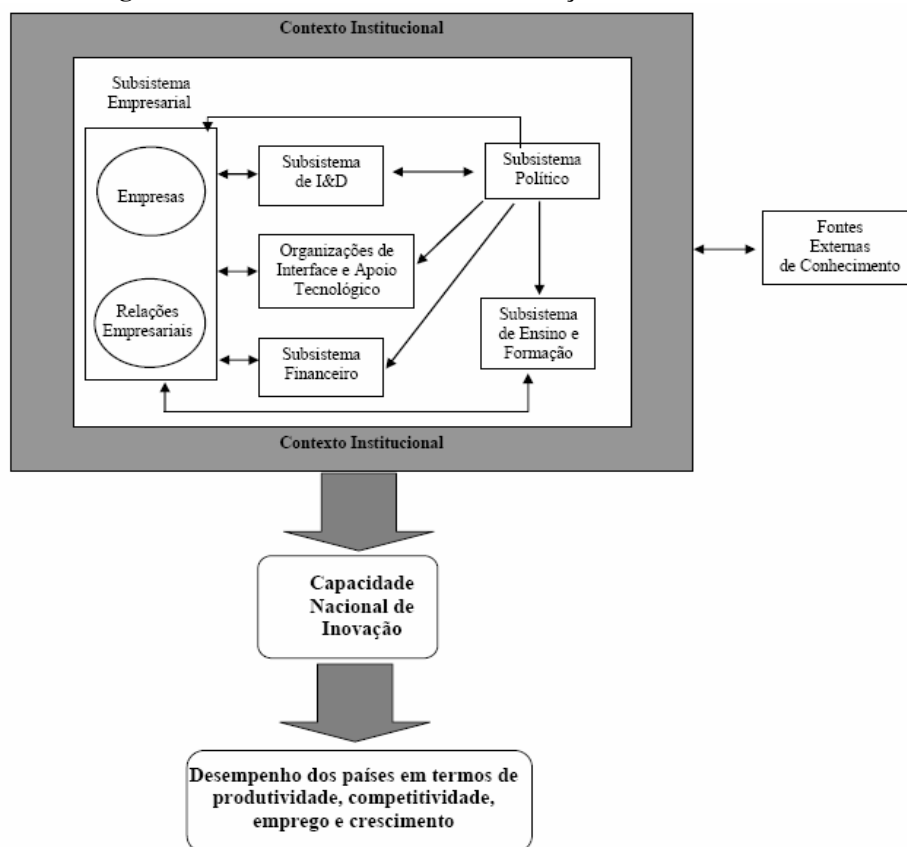 Contexto Institucional
Subsistema
Empresarial
Empresas
Relações
Empresariais
Subsistema
de I&D
Organizações de
Interface e Apoio
Tecnológico
Subsistema
Financeiro
Subsistema
Político
Subsistema
de Ensino e
Formação
Contexto Institucional
Fontes
Externas
de Conhecimento
Capacidade
Nacional de
Inovação
Desempenho dos países em termos de
produtividade, competitividade,
emprego e crescimento